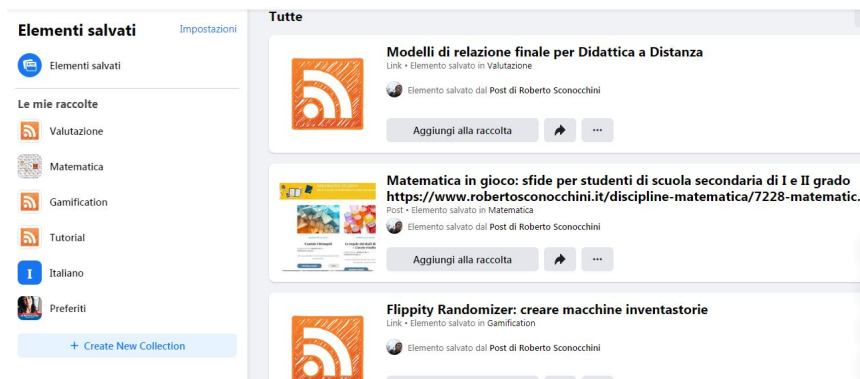 Elementi salvati
Impostazioni
Elementi salvati
Le mie raccolte
Valutazione
Matematica
Gamification
Tutorial
I Italiano
Preferiti
+ Create New Collection
Tutte
Modelli di relazione finale per Didattica a Distanza
Link • Elemento salvato in Valutazione
Elemento salvato dal Post di Roberto Sconocchini
Aggiungi alla raccolta
Matematica in gioco: sfide per studenti di scuola secondaria di I e II grado
https://www.robertosconocchini.it/discipline-matematica/7228-matematic.
Post • Elemento salvato in Matematica
Elemento salvato dal Post di Roberto Sconocchini
Aggiungi alla raccolta
Flippity Randomizer: creare macchine inventastorie
Link • Elemento salvato in Gamification
Elemento salvato dal Post di Roberto Sconocchini